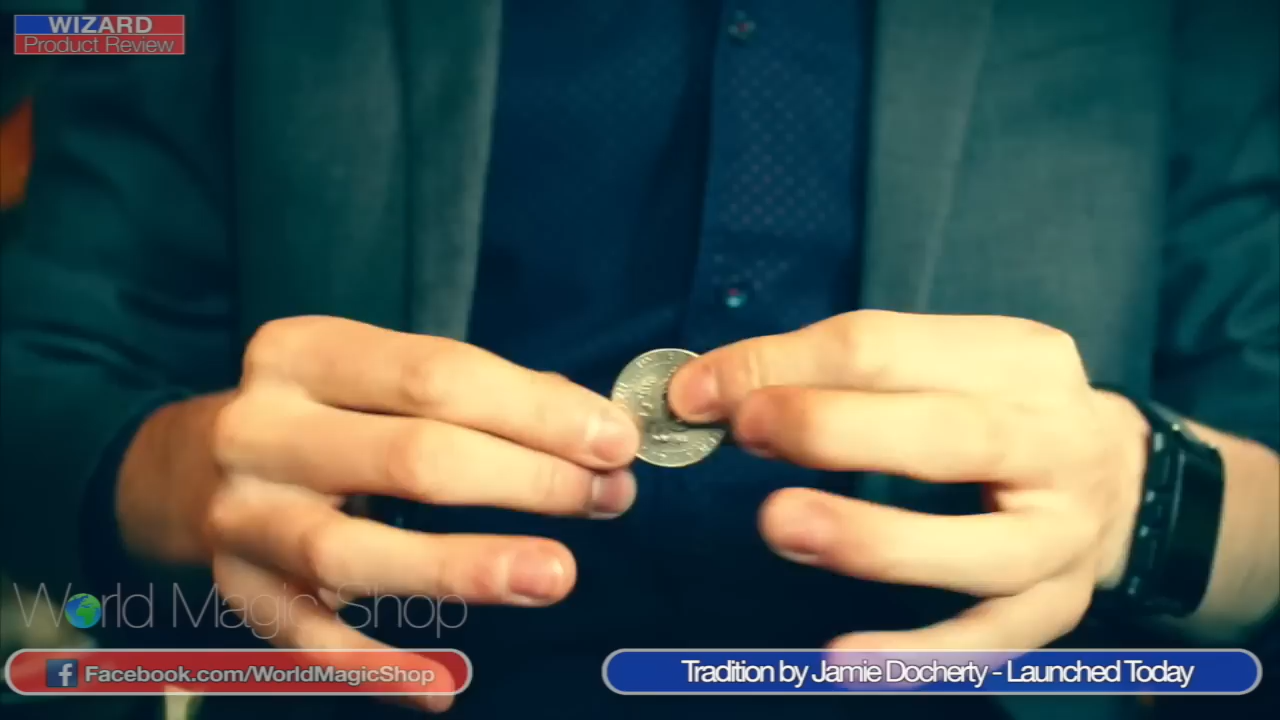 WIZARD
Product Review
World Magic Shop
Facebook.com/WorldMagicShop
Tradition by Jamie Docherty - Launched Today